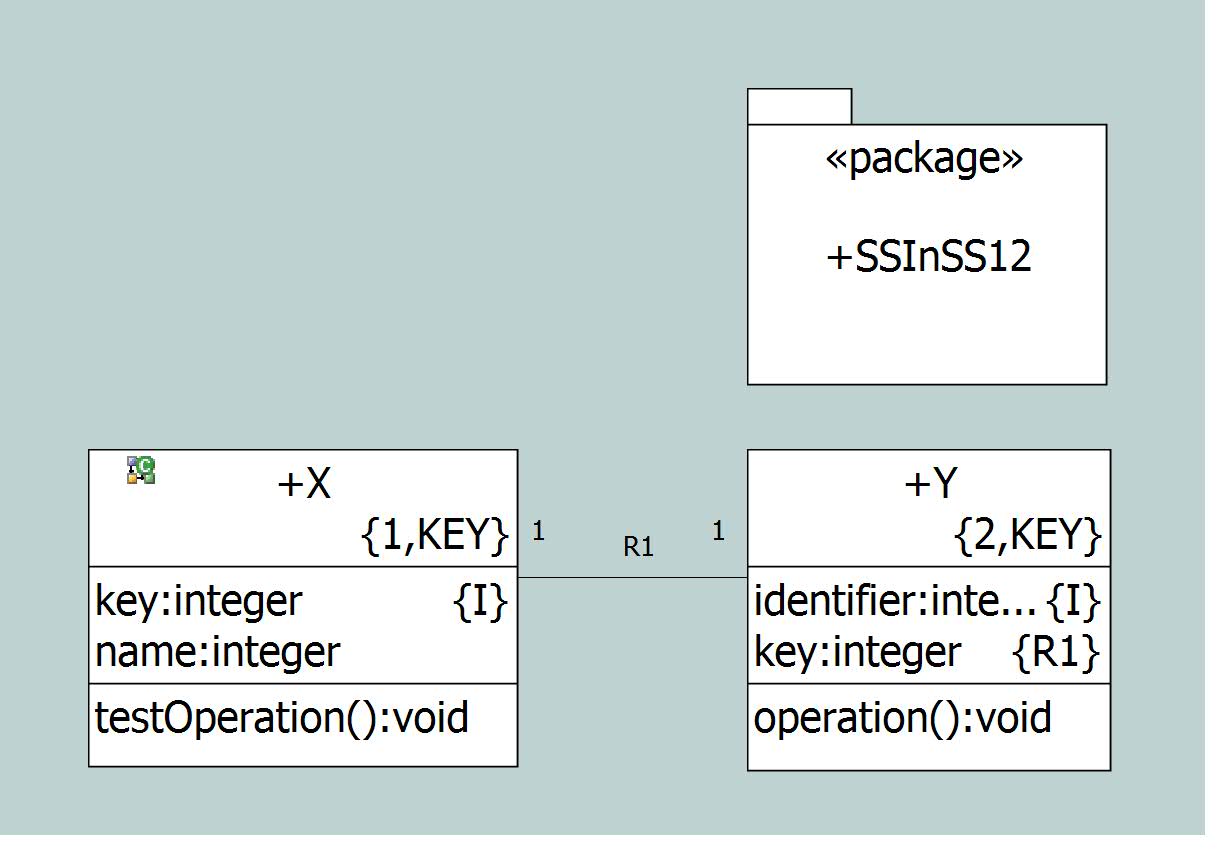 «package»
+SSInSS12
+X
{1,KEY}
key:integer {I}
name:integer
testOperation():void
1 R1 1
+Y
{2,KEY}
identifier:inte... {I}
key:integer {R1}
operation():void